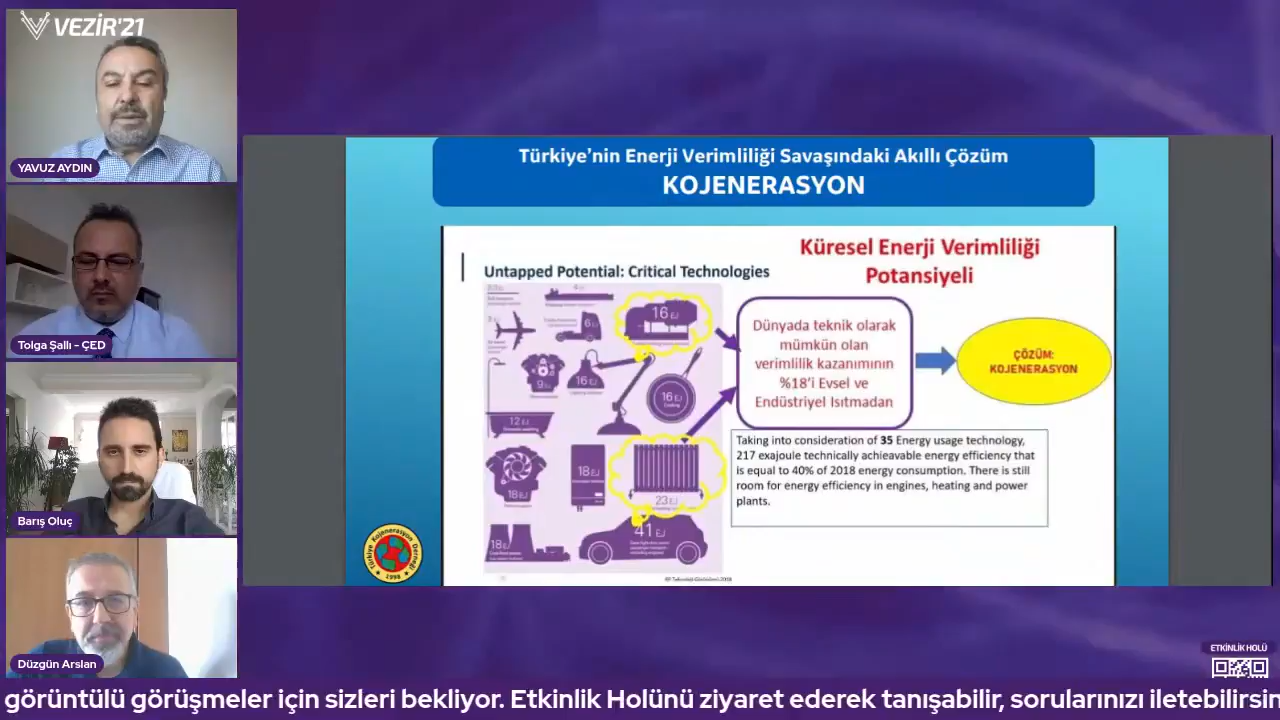 VEZİR'21
YAVUZ AYDIN
Tolga Şallı - ÇED
Barış Oluç
Düzgün Arslan
Türkiye'nin Enerji Verimliliği Savaşındaki Akıllı Çözüm
KOJENERASYON
Küresel Enerji Verimliliği
Potansiyeli
Untapped Potential: Critical Technologies
16 EJ
6 EJ
9 EJ
16 EJ
16 EJ
12 EJ
18 EJ
18 EJ
23 EJ
18 EJ
41 EJ
Dünyada teknik olarak
mümkün olan
verimlilik kazanımının
%18'i Evsel ve
Endüstriyel Isıtmadan
ÇÖZÜM:
KOJENERASYON
Taking into consideration of 35 Energy usage technology,
217 exajoule technically achieavable energy efficiency that
is equal to 40% of 2018 energy consumption. There is still
room for energy efficiency in engines, heating and power
plants.
Türkiye Kojenerasyon Derneği
1998
ETKİNLİK HOLÜ
görüntülü görüşmeler için sizleri bekliyor. Etkinlik Holünü ziyaret ederek tanışabilir, sorularınızı iletebilirsin